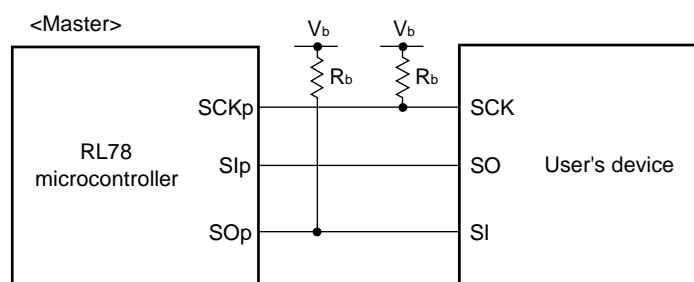 <Master>
Vb Vb
Rb Rb
SCKp SCK
RL78
microcontroller
SIp SO
User's device
SOp SI